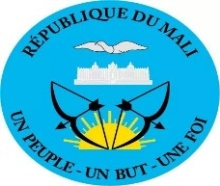 RÉPUBLIQUE DU MALI
UN PEUPLE - UN BUT - UNE FOI